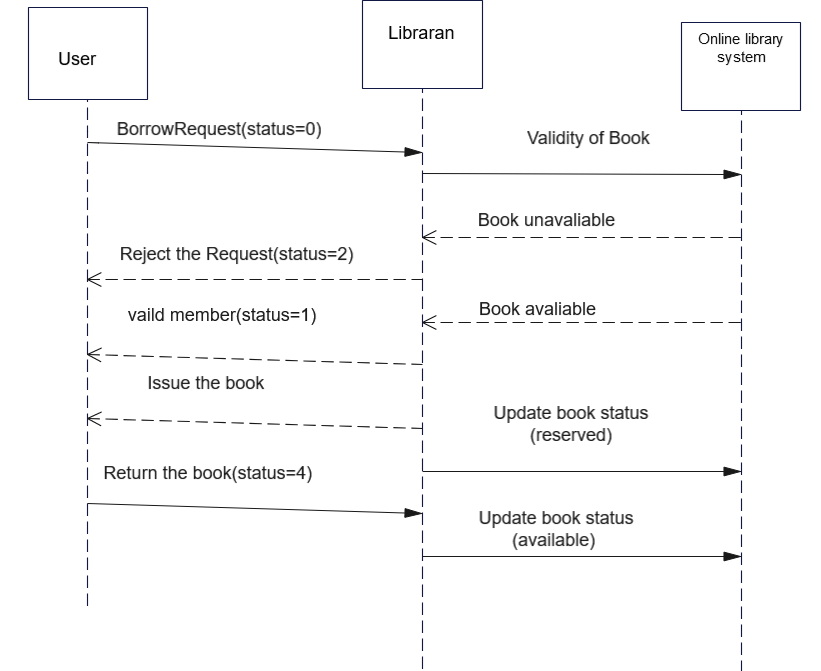 User
Libraran
Online library
system
BorrowRequest(status=0)
Validity of Book
Book unavaliable
Reject the Request(status=2)
Book avaliable
vaild member(status=1)
Issue the book
Update book status
(reserved)
Return the book(status=4)
Update book status
(available)